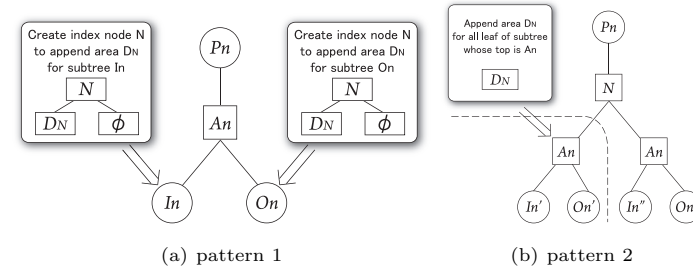 Create index node N
to append area DN
for subtree In
N
DN
ϕ
Pn
An
In
On
Create index node N
to append area DN
for subtree On
N
DN
ϕ
(a) pattern 1
Append area DN
for all leaf of subtree
whose top is An
DN
Pn
N
An
An
In'
On'
In"
On
(b) pattern 2